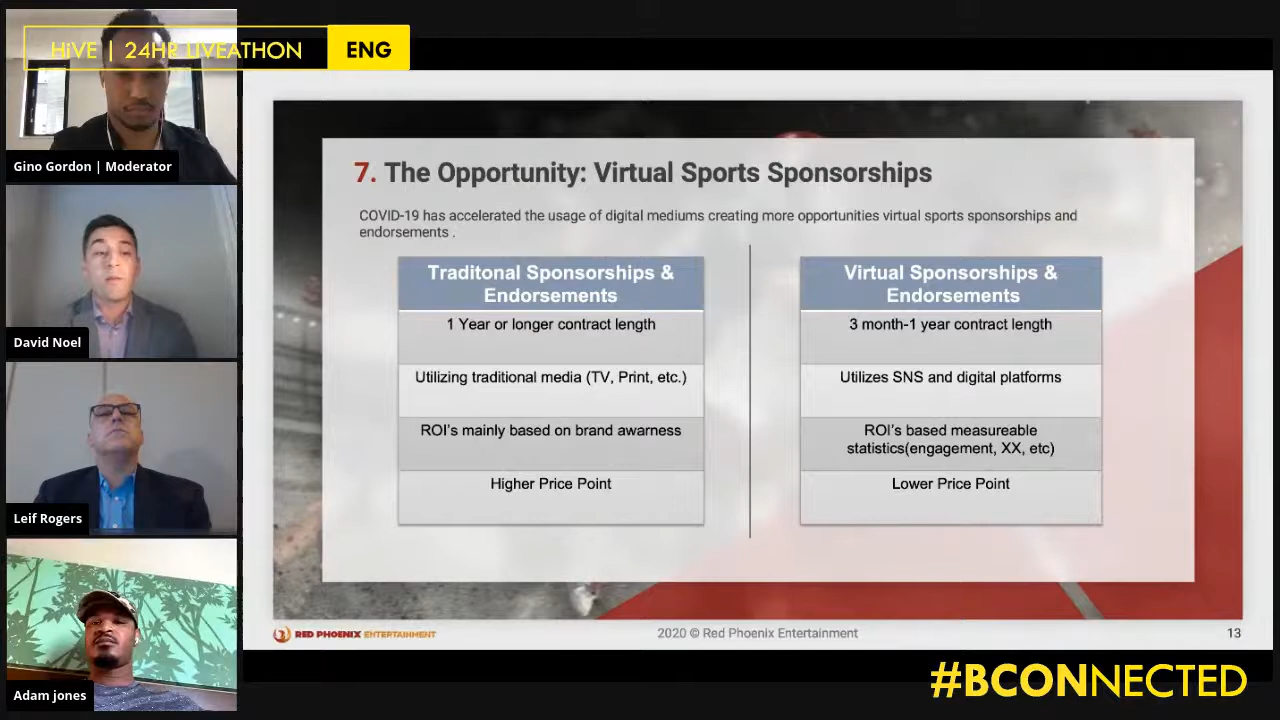 HiVE | 24HR LIVEATHON ENG
Gino Gordon | Moderator
David Noel
Leif Rogers
Adam jones
7. The Opportunity: Virtual Sports Sponsorships
COVID-19 has accelerated the usage of digital mediums creating more opportunities virtual sports sponsorships and
endorsements .
Traditonal Sponsorships &
Endorsements
1 Year or longer contract length
Utilizing traditional media (TV, Print, etc.)
ROI's mainly based on brand awarness
Higher Price Point
Virtual Sponsorships &
Endorsements
3 month-1 year contract length
Utilizes SNS and digital platforms
ROI's based measureable
statistics(engagement, XX, etc)
Lower Price Point
RED PHOENIX ENTERTAINMENT
2020 © Red Phoenix Entertainment
13
#BCONNECTED